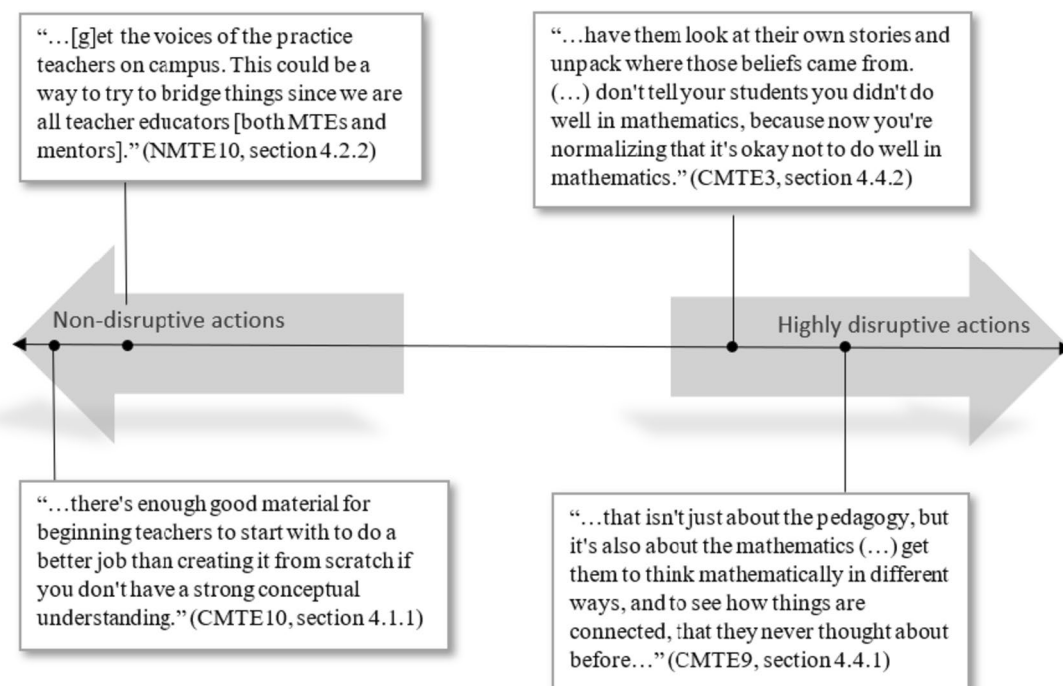 “…[g]et the voices of the practice
teachers on campus. This could be a
way to try to bridge things since we are
all teacher educators [both MTEs and
mentors].” (NMTE10, section 4.2.2)
“…have them look at their own stories and
unpack where those beliefs came from.
(…) don't tell your students you didn't do
well in mathematics, because now you're
normalizing that it's okay not to do well in
mathematics.” (CMTE3, section 4.4.2)
Non-disruptive actions
Highly disruptive actions
“…there's enough good material for
beginning teachers to start with to do a
better job than creating it from scratch if
you don't have a strong conceptual
understanding.” (CMTE10, section 4.1.1)
“…that isn't just about the pedagogy, but
it's also about the mathematics (…) get
them to think mathematically in different
ways, and to see how things are
connected, that they never thought about
before…” (CMTE9, section 4.4.1)